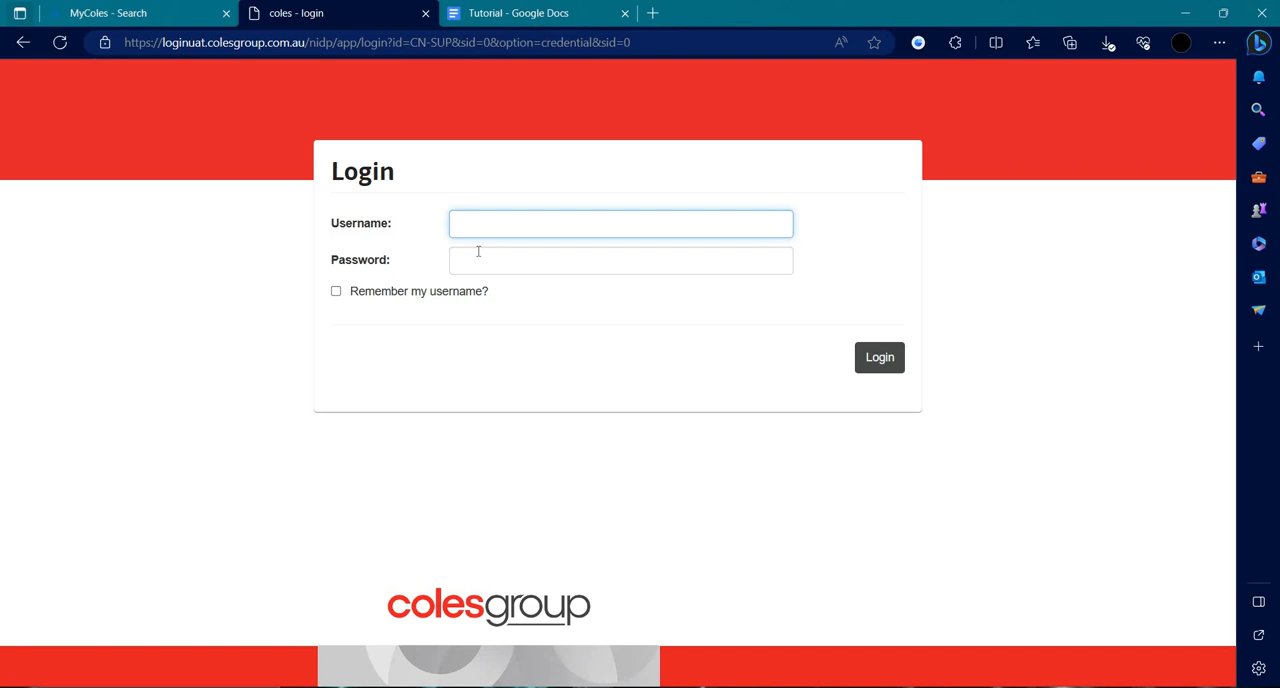 MyColes - Search
coles - login
Tutorial - Google Docs
https://loginuat.colesgroup.com.au/nidp/app/login?id=CN-SUP&sid=0&option=credential&sid=0
Login
Username:
Password:
Remember my username?
Login
colesgroup